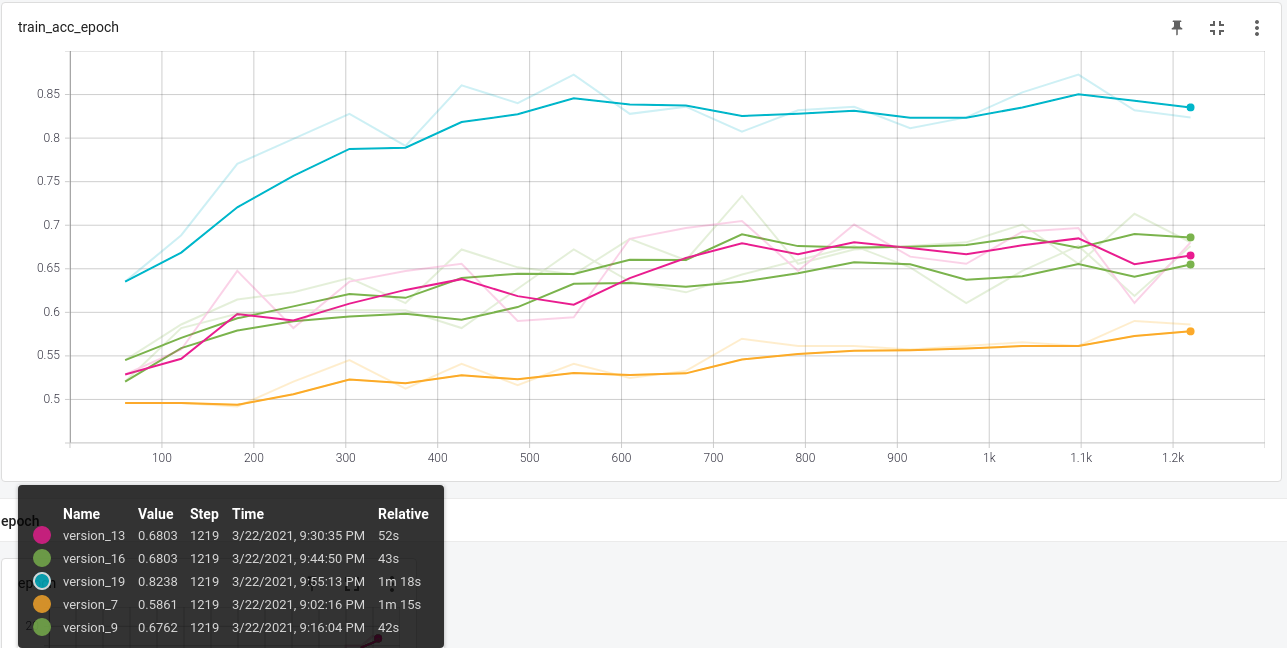 train_acc_epoch
0.85
0.8
0.75
0.7
0.65
0.6
0.55
0.5
100 200 300 400 500 600 700 800 900 1k 1.1k 1.2k
epoch
Name Value Step Time Relative
version_13 0.6803 1219 3/22/2021, 9:30:35 PM 52s
version_16 0.6803 1219 3/22/2021, 9:44:50 PM 43s
version_19 0.8238 1219 3/22/2021, 9:55:13 PM 1m 18s
version_7 0.5861 1219 3/22/2021, 9:02:16 PM 1m 15s
version_9 0.6762 1219 3/22/2021, 9:16:04 PM 42s